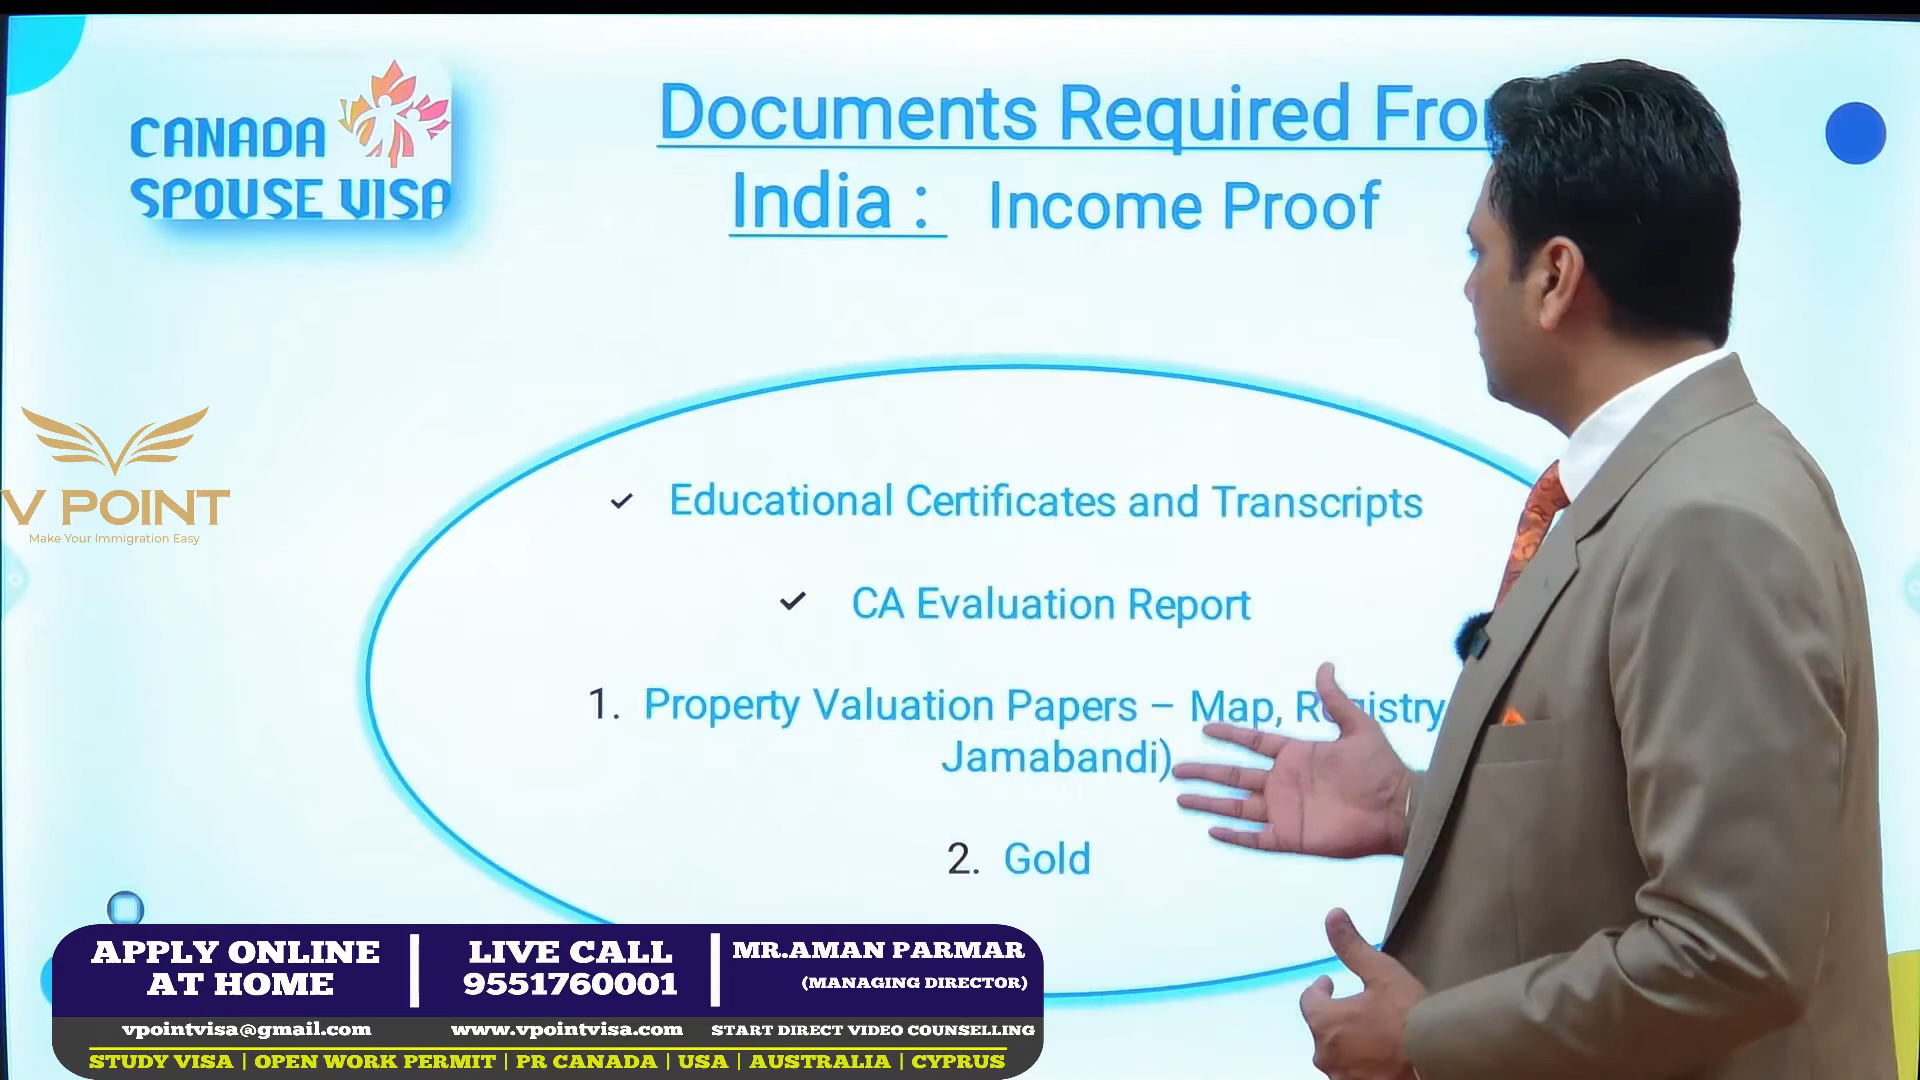 CANADA
SPOUSE VISA
Documents Required Fro
India : Income Proof
V POINT
Make Your Immigration Easy
✓ Educational Certificates and Transcripts
✓ CA Evaluation Report
1. Property Valuation Papers – Map, Registry
Jamabandi)
2. Gold
APPLY ONLINE
AT HOME
LIVE CALL
9551760001
MR.AMAN PARMAR
(MANAGING DIRECTOR)
vpointvisa@gmail.com
www.vpointvisa.com
START DIRECT VIDEO COUNSELLING
STUDY VISA | OPEN WORK PERMIT | PR CANADA | USA | AUSTRALIA | CYPRUS